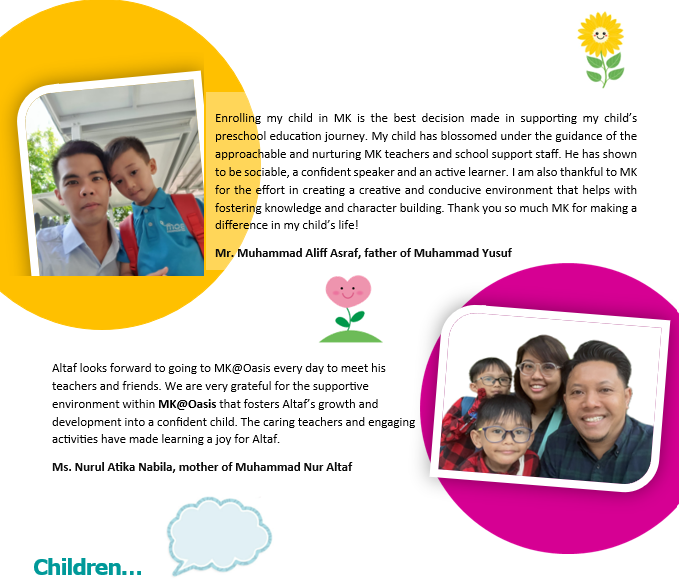 Enrolling my child in MK is the best decision made in supporting my child's
preschool education journey. My child has blossomed under the guidance of the
approachable and nurturing MK teachers and school support staff. He has shown
to be sociable, a confident speaker and an active learner. I am also thankful to MK
for the effort in creating a creative and conducive environment that helps with
fostering knowledge and character building. Thank you so much MK for making a
difference in my child's life!
Mr. Muhammad Aliff Asraf, father of Muhammad Yusuf
Altaf looks forward to going to MK@Oasis every day to meet his
teachers and friends. We are very grateful for the supportive
environment within MK@Oasis that fosters Altaf's growth and
development into a confident child. The caring teachers and engaging
activities have made learning a joy for Altaf.
Ms. Nurul Atika Nabila, mother of Muhammad Nur Altaf
Children...